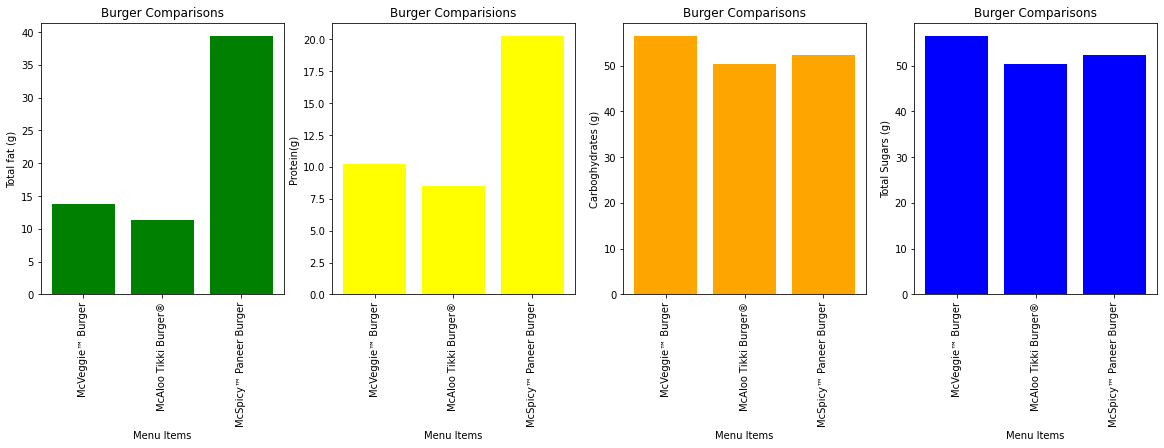 Burger Comparisons
Total fat (g)
40
35
30
25
20
15
10
5
0
McVeggie™ Burger
McAloo Tikki Burger®
McSpicy™ Paneer Burger
Menu Items
Burger Comparisions
Protein(g)
20.0
17.5
15.0
12.5
10.0
7.5
5.0
2.5
0.0
McVeggie™ Burger
McAloo Tikki Burger®
McSpicy™ Paneer Burger
Menu Items
Burger Comparisons
Carboghydrates (g)
50
40
30
20
10
0
McVeggie™ Burger
McAloo Tikki Burger®
McSpicy™ Paneer Burger
Menu Items
Burger Comparisons
Total Sugars (g)
50
40
30
20
10
0
McVeggie™ Burger
McAloo Tikki Burger®
McSpicy™ Paneer Burger
Menu Items